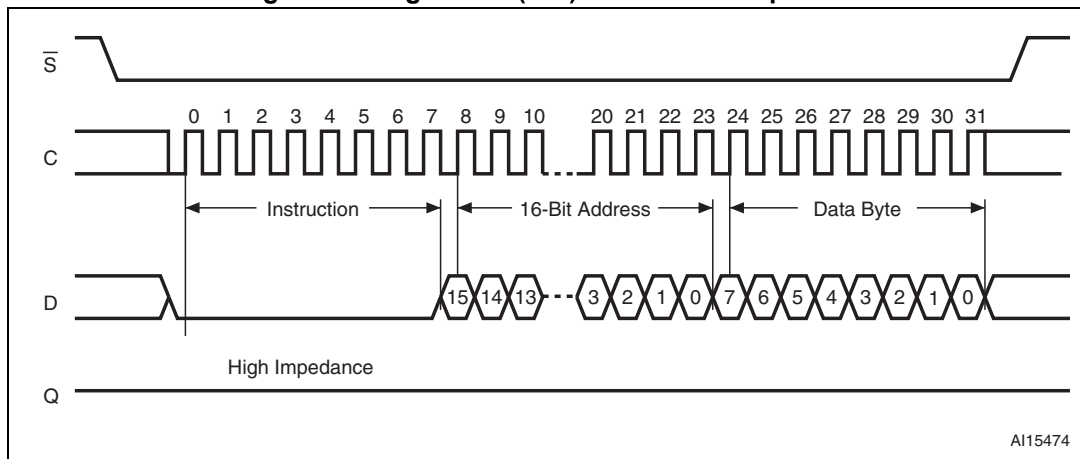 S
0 1 2 3 4 5 6 7 8 9 10 20 21 22 23 24 25 26 27 28 29 30 31
C
Instruction 16-Bit Address Data Byte
D 15 14 13 3 2 1 0 7 6 5 4 3 2 1 0
High Impedance
Q
AI15474